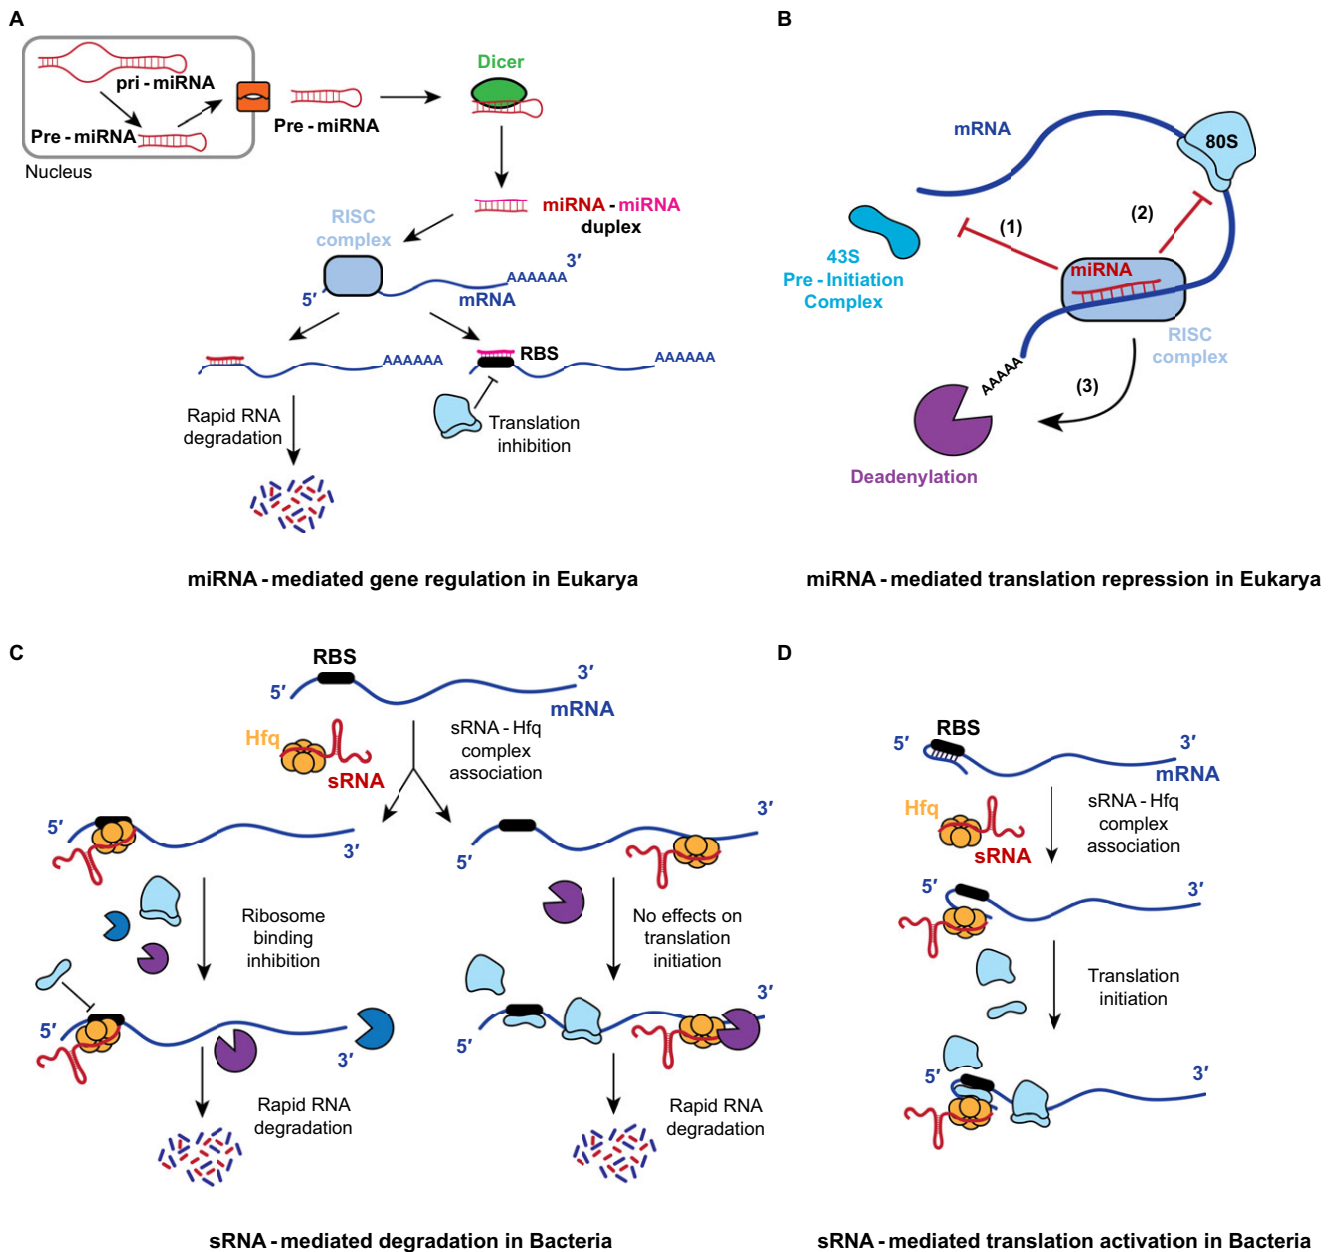 A
pri - miRNA
Pre - miRNA
Nucleus
Pre - miRNA
Dicer
miRNA - miRNA
duplex
RISC
complex
5′
mRNA
AAAAAA
3′
AAAAAA
RBS
AAAAAA
Rapid RNA
degradation
Translation
inhibition
miRNA - mediated gene regulation in Eukarya
B
mRNA
80S
(1)
(2)
43S
Pre - Initiation
Complex
miRNA
RISC
complex
AAAAA
(3)
Deadenylation
miRNA - mediated translation repression in Eukarya
C
RBS
5′
3′
mRNA
Hfq
sRNA
sRNA - Hfq
complex
association
5′
3′
5′
3′
Ribosome
binding
inhibition
No effects on
translation
initiation
5′
3′
5′
3′
Rapid RNA
degradation
Rapid RNA
degradation
sRNA - mediated degradation in Bacteria
D
5′
RBS
3′
mRNA
Hfq
sRNA
sRNA - Hfq
complex
association
5′
3′
Translation
initiation
5′
3′
sRNA - mediated translation activation in Bacteria